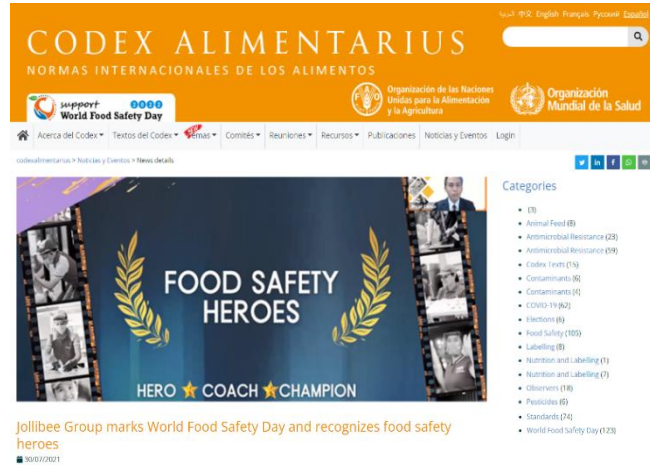 العربية 中文 English Français Русский Español
CODEX ALIMENTARIUS
NORMAS INTERNACIONALES DE LOS ALIMENTOS
support 2022
World Food Safety Day
FAO
Organización de las Naciones
Unidas para la Alimentación
y la Agricultura
Organización
Mundial de la Salud
Acerca del Codex Textos del Codex Temas Comités Reuniones Recursos Publicaciones Noticias y Eventos Login
codexalimentarius > Noticias y Eventos > News details
Categories
(3)
Animal Feed (8)
Antimicrobial Resistance (23)
Antimicrobial Resistance (59)
Codex Texts (15)
Contaminants (6)
Contaminants (4)
COVID-19 (62)
Elections (6)
Food Safety (105)
Labelling (8)
Nutrition and Labelling (1)
Nutrition and Labelling (7)
Observers (18)
Pesticides (6)
Standards (74)
World Food Safety Day (123)
FOOD SAFETY
HEROES
HERO ★ COACH ★ CHAMPION
Jollibee Group marks World Food Safety Day and recognizes food safety
heroes
30/07/2021